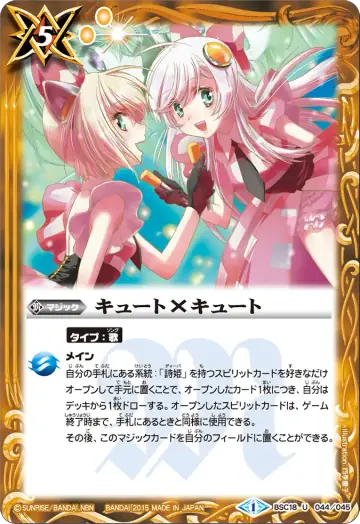 5
マジック
キュート×キュート
タイプ:歌
ソング
メイン
自分の手札にある系統:「詩姫」を持つスピリットカードを好きなだけ
オープンして手元に置くことで、オープンしたカード1枚につき、自分は
デッキから1枚ドローする。オープンしたスピリットカードは、ゲーム
終了時まで、手札にあるときと同様に使用できる。
その後、このマジックカードを自分のフィールドに置くことができる。
©SUNRISE/BANDAI,NBN BANDAI 2015 MADE IN JAPAN
BSC18 U 044/045